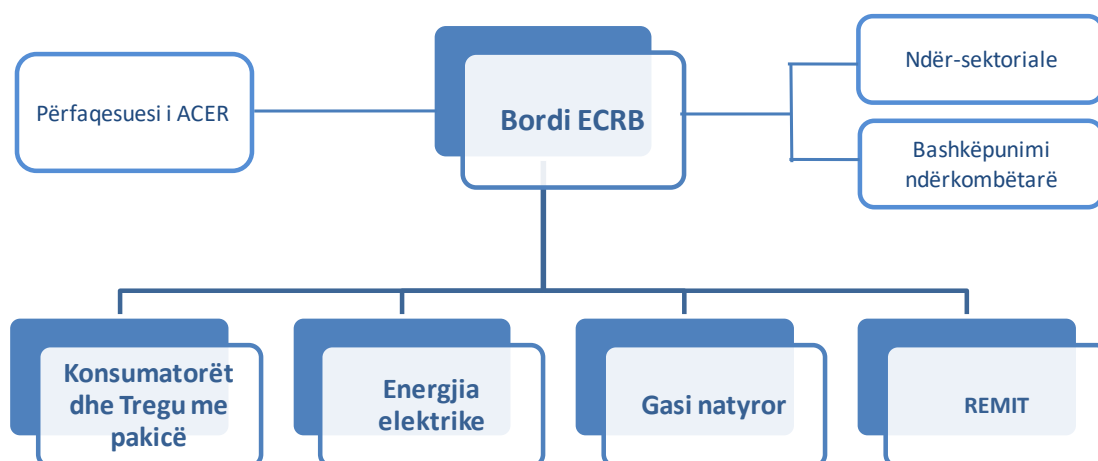 Përfaqesuesi i ACER
Bordi ECRB
Ndër-sektoriale
Bashkëpunimi
ndërkombëtarë
Konsumatorët
dhe Tregu me
pakicë
Energjia
elektrike
Gasi natyror
REMIT